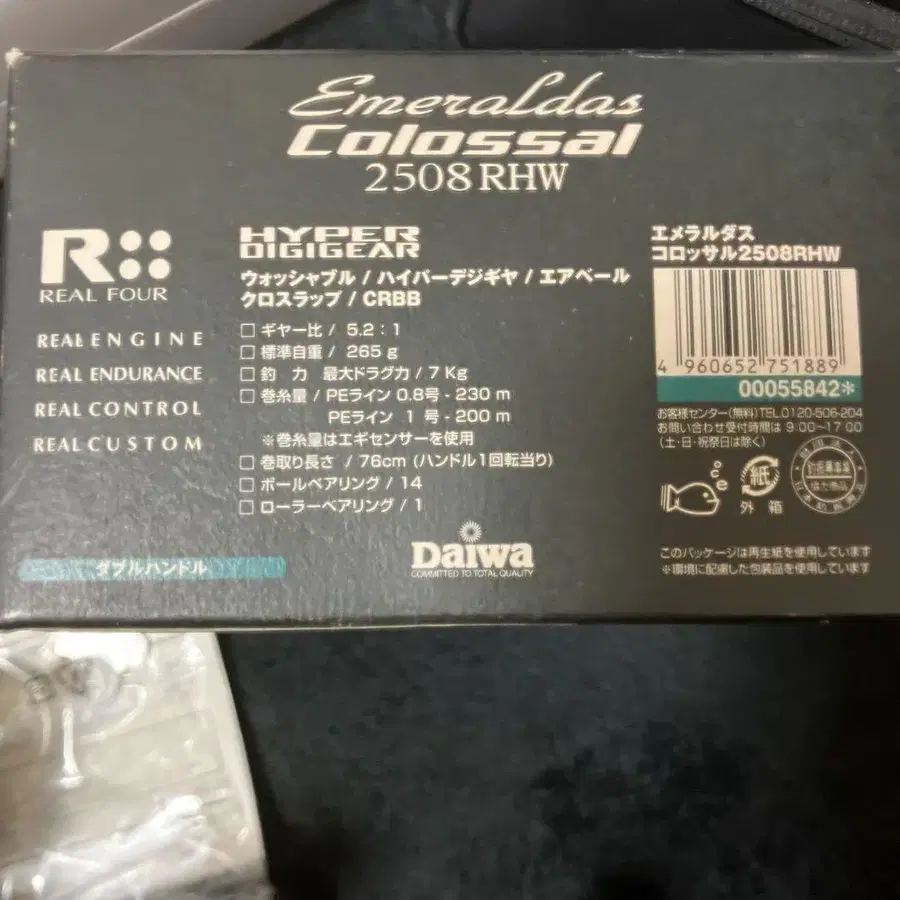 Emeraldas
Colossal
2508 RHW
R
REAL FOUR
REAL ENGINE
REAL ENDURANCE
REAL CONTROL
REAL CUSTOM
ダブルハンドル
HYPER
DIGIGEAR
ウォッシャブル / ハイパーデジギヤ / エアベール
クロスラップ / CRBB
□ ギヤー比 / 5.2:1
□ 標準自重 / 265g
□ 釣 力 最大ドラグ力 / 7Kg
□ 巻糸量 / PEライン 0.8号 - 230 m
PEライン 1 号 - 200 m
※巻糸量はエギセンサーを使用
□ 巻取り長さ / 76cm (ハンドル1回転当り)
□ ボールベアリング / 14
□ ローラーベアリング / 1
Daiwa
COMMITTED TO TOTAL QUALITY
エメラルダス
コロッサル2508RHW
4 960652 751889
00055842*
お客様センター(無料)TEL.0120-506-204
お問い合わせ受付時間は 9:00〜17:00
(土・日・祝祭日は除く)
紙
外 箱
このパッケージは再生紙を使用しています
※環境に配慮した包装品を使用しています